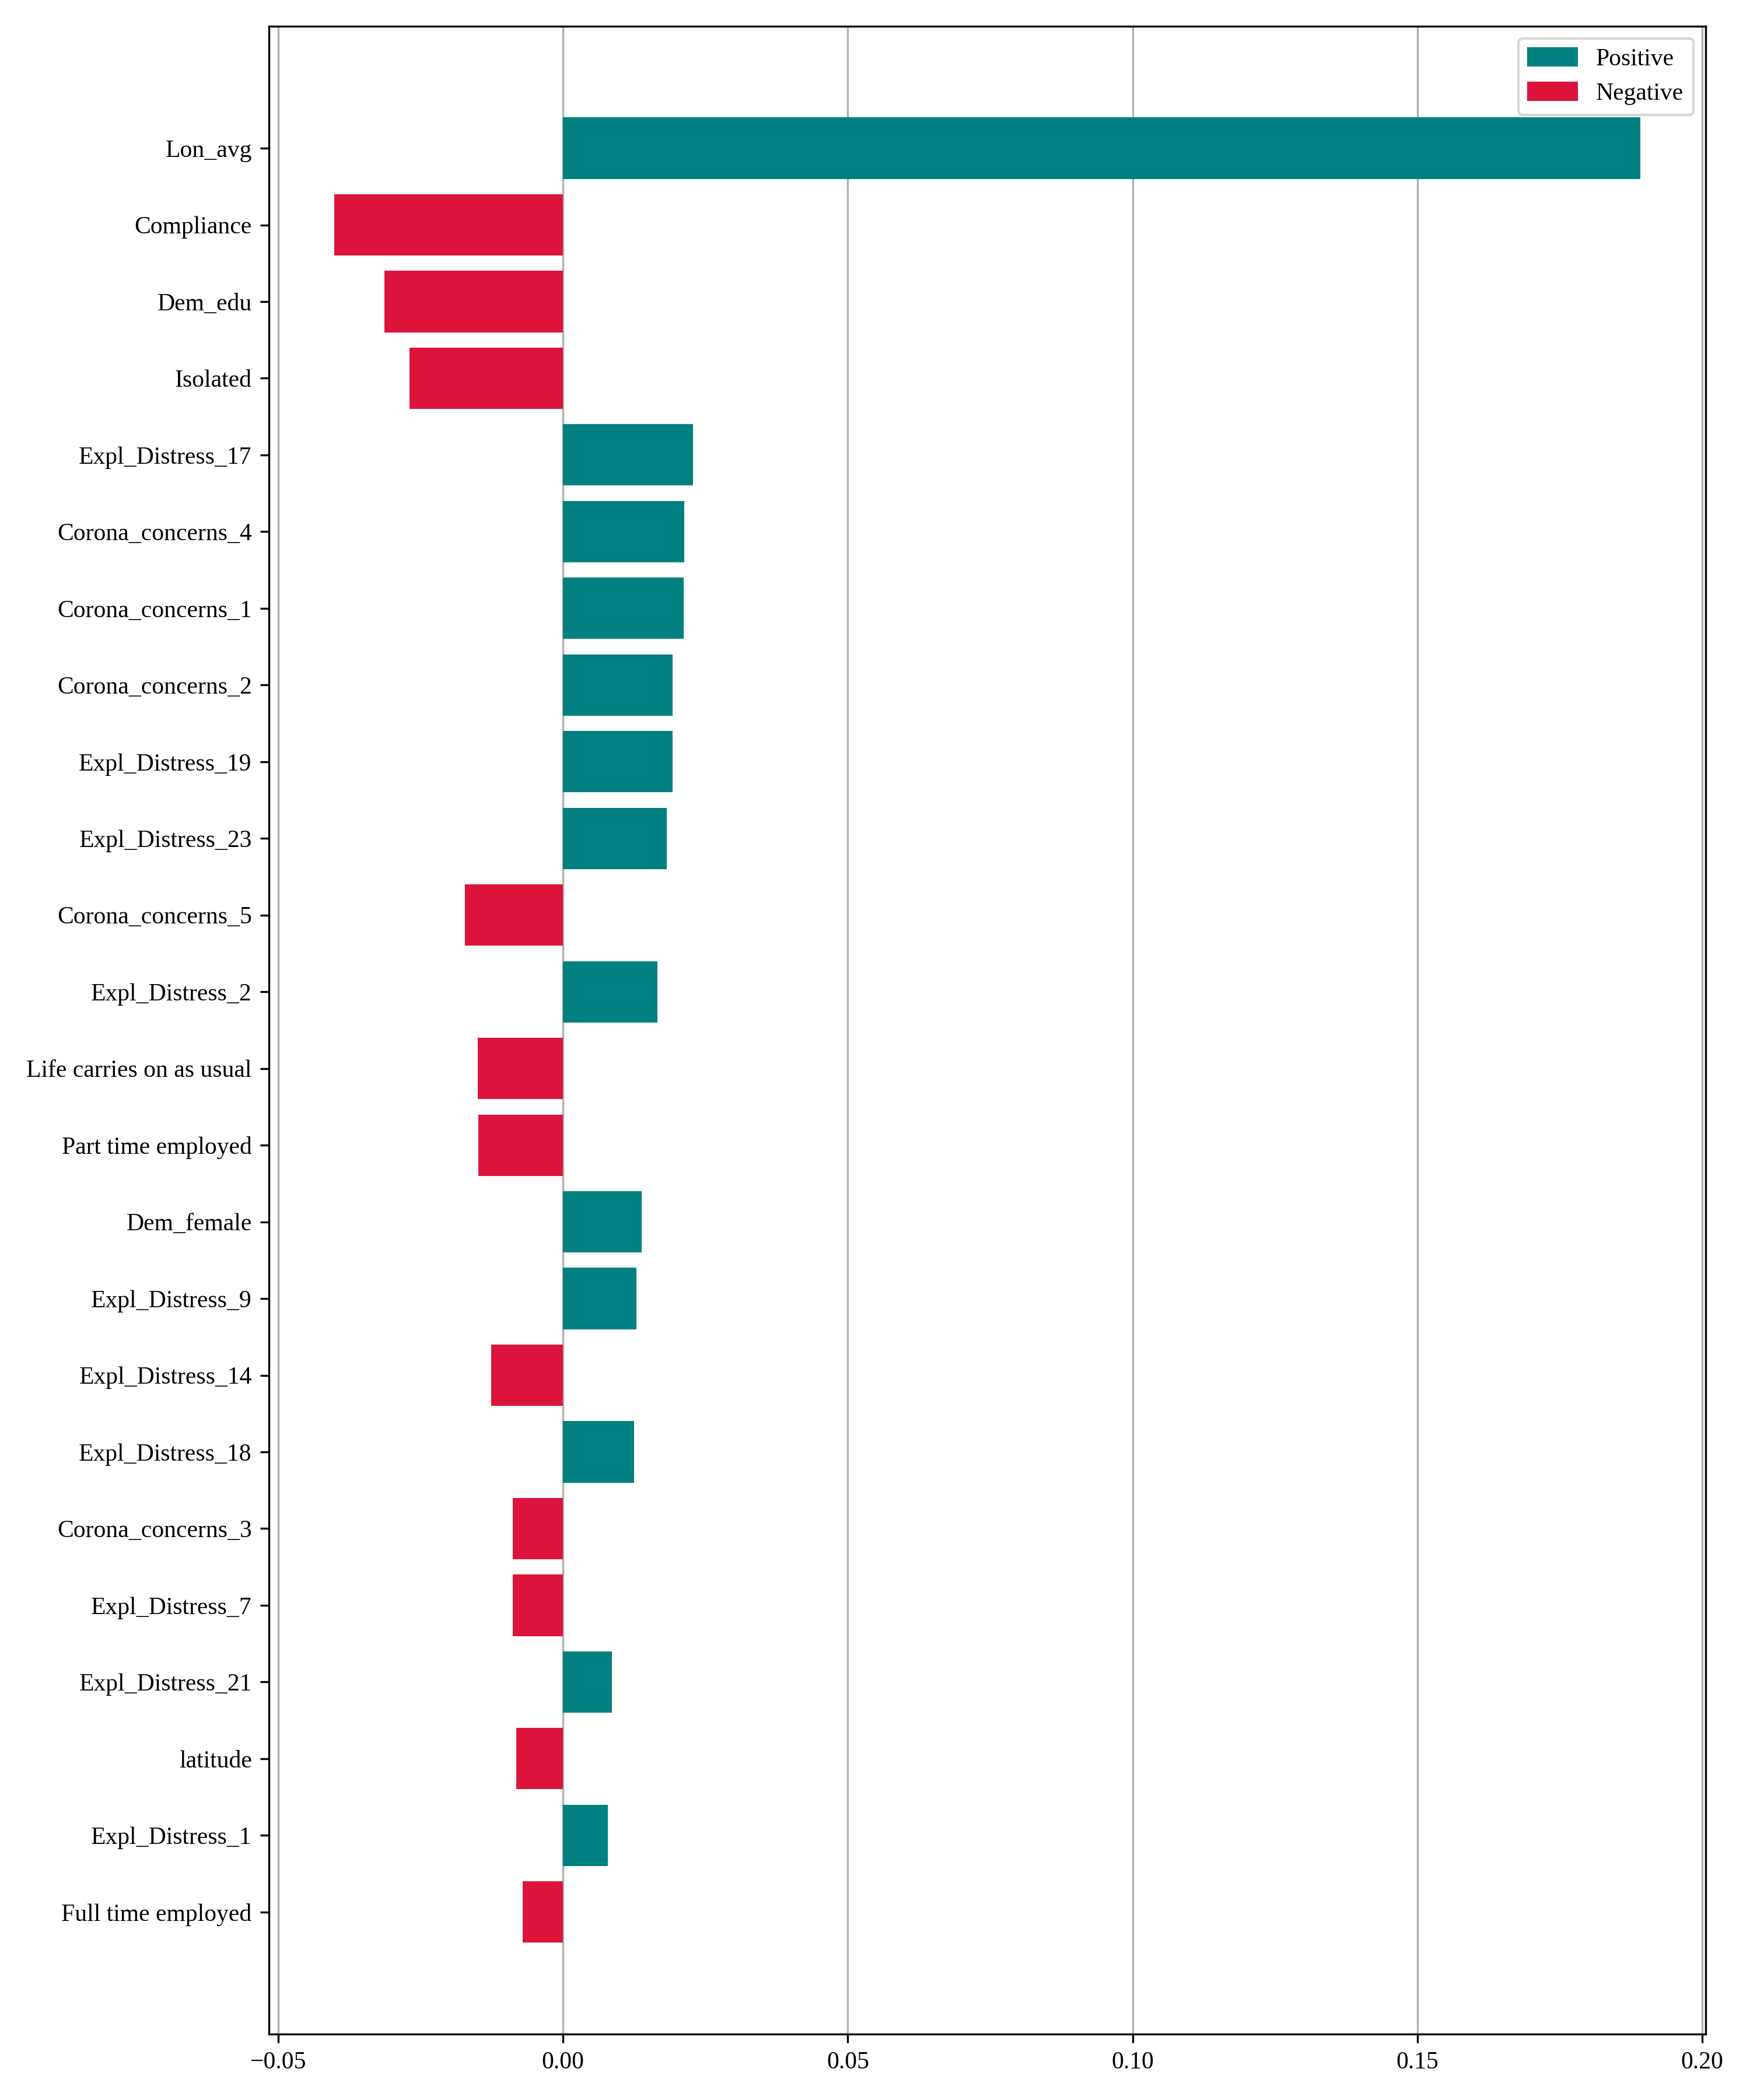 Positive
Negative
Lon_avg
Compliance
Dem_edu
Isolated
Expl_Distress_17
Corona_concerns_4
Corona_concerns_1
Corona_concerns_2
Expl_Distress_19
Expl_Distress_23
Corona_concerns_5
Expl_Distress_2
Life carries on as usual
Part time employed
Dem_female
Expl_Distress_9
Expl_Distress_14
Expl_Distress_18
Corona_concerns_3
Expl_Distress_7
Expl_Distress_21
latitude
Expl_Distress_1
Full time employed
−0.05 0.00 0.05 0.10 0.15 0.20